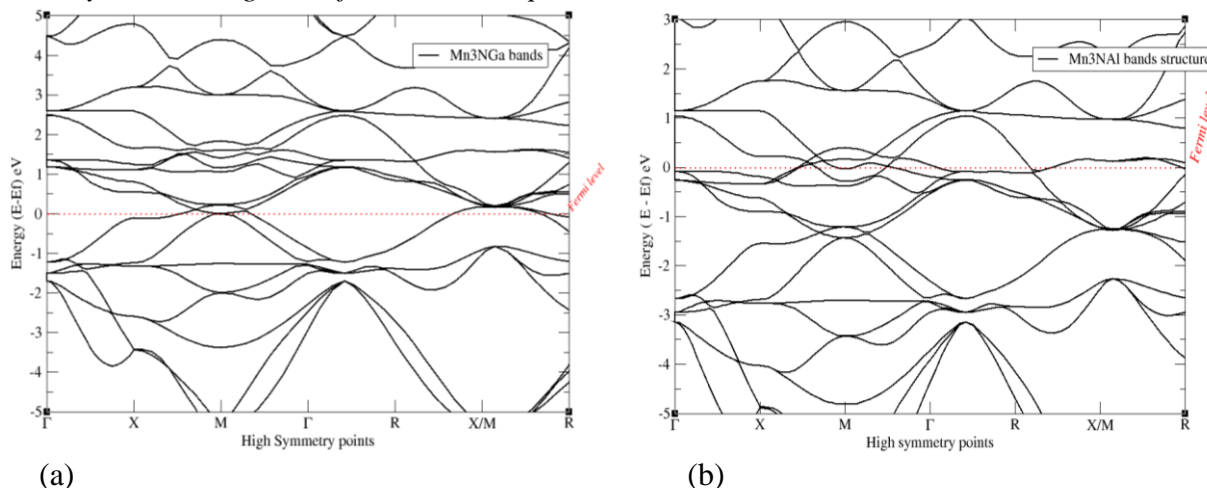 5
4
3
2
1
0
-1
-2
-3
-4
-5
Energy (E-Ef) eV
Mn3NGa bands
Fermi level
Γ X M Γ R X/M R
High Symmetry points
(a)
3
2
1
0
-1
-2
-3
-4
-5
Energy ( E - Ef) eV
Mn3NAl bands structure
Γ X M Γ R X/M R
High symmetry points
(b)